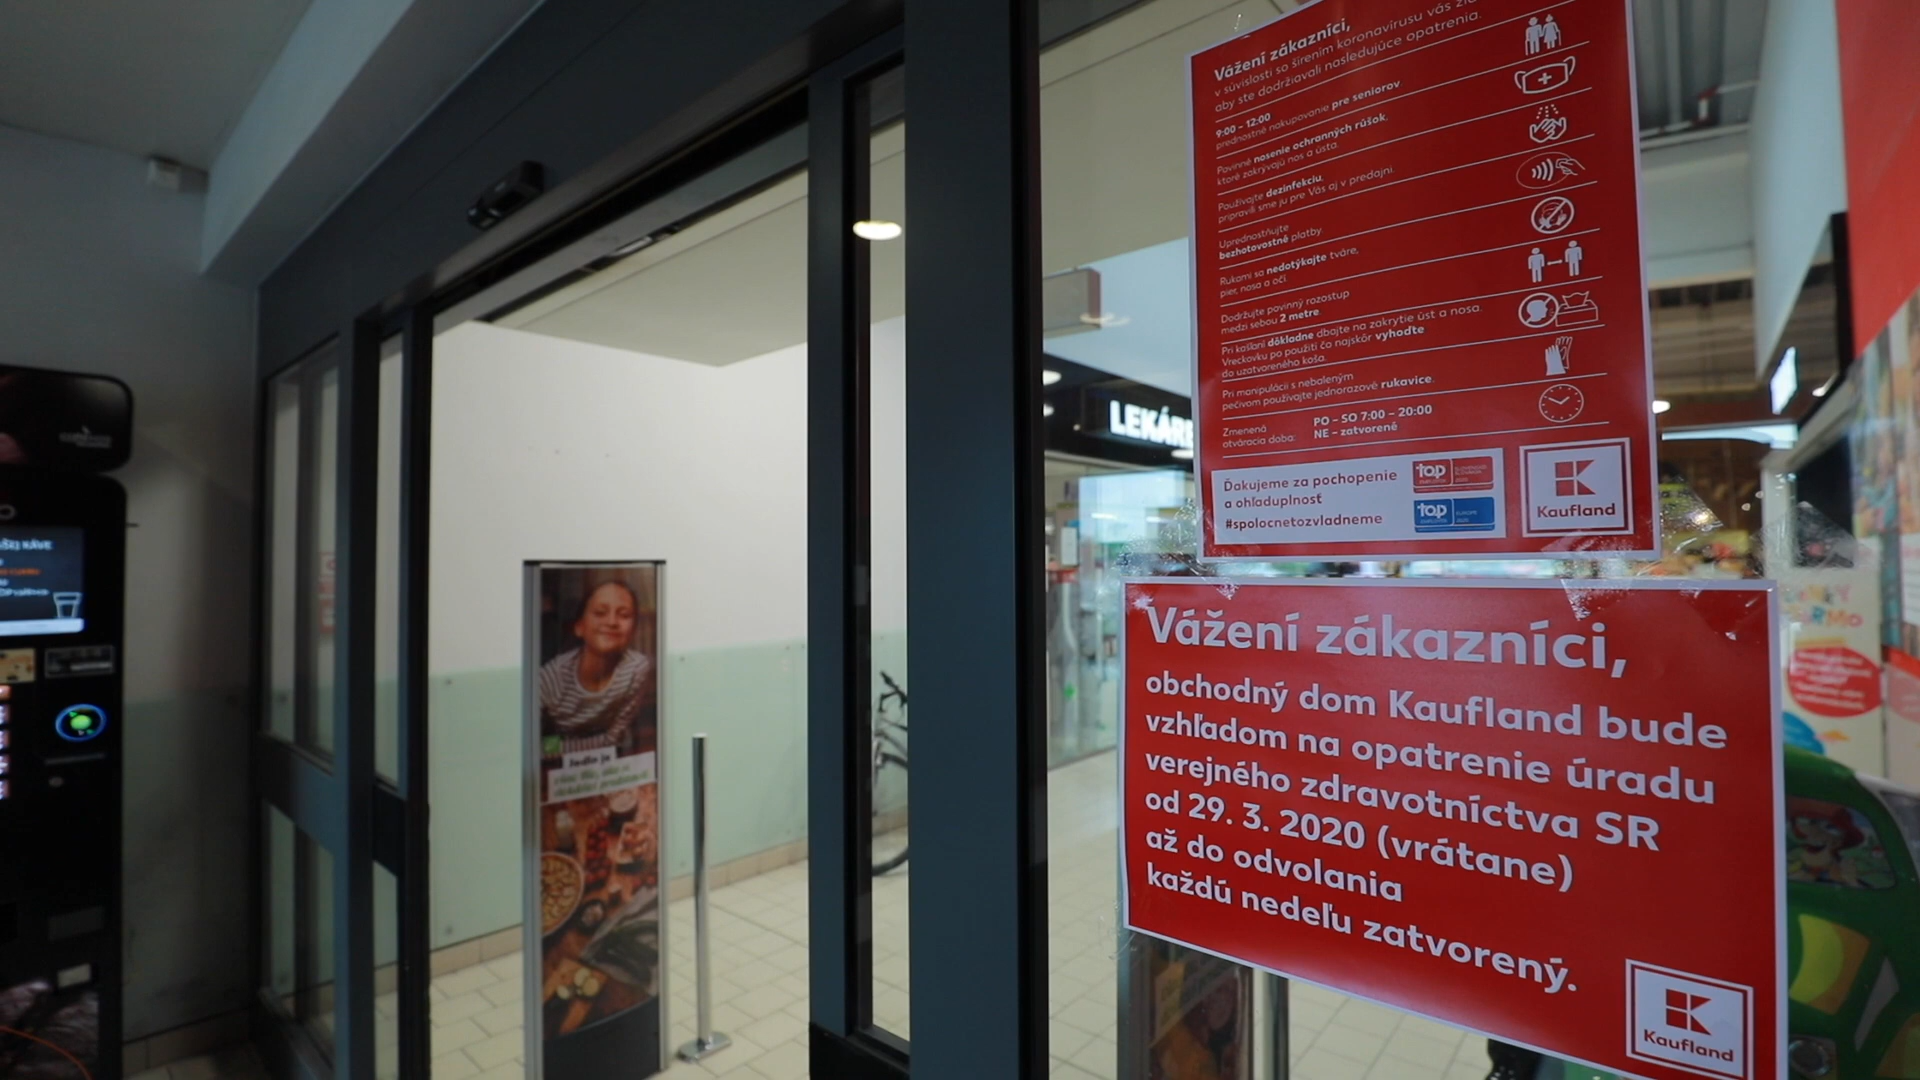 Vážení zákazníci,
v súvislosti so šírením koronavírusu vás
aby ste dodržiavali nasledujúce opatrenia.
9:00 – 12:00
prednostné nakupovanie pre seniorov
Povinné nosenie ochranných rúšok,
ktoré zakrývajú nos a ústa.
Používajte dezinfekciu,
pripravili sme ju pre Vás aj v predajni.
Uprednostňujte
bezhotovostné platby
Rukami sa nedotýkajte tváre,
pier, nosa a očí
Dodržujte povinný rozostup
medzi sebou 2 metre.
Pri kašľaní dôkladne dbajte na zakrytie úst a nosa.
Vreckovku po použití čo najskôr vyhoďte
do uzatvoreného koša.
Pri manipulácii s nebaleným
pečivom používajte jednorazové rukavice.
Zmenená
otváracia doba:
PO – SO 7:00 – 20:00
NE – zatvorené
Ďakujeme za pochopenie
a ohľaduplnosť
#spolocnetozvladneme
top
top
Kaufland
LEKÁRE
Vážení zákazníci,
obchodný dom Kaufland bude
vzhľadom na opatrenie úradu
verejného zdravotníctva SR
od 29. 3. 2020 (vrátane)
až do odvolania
každú nedeľu zatvorený.
Kaufland